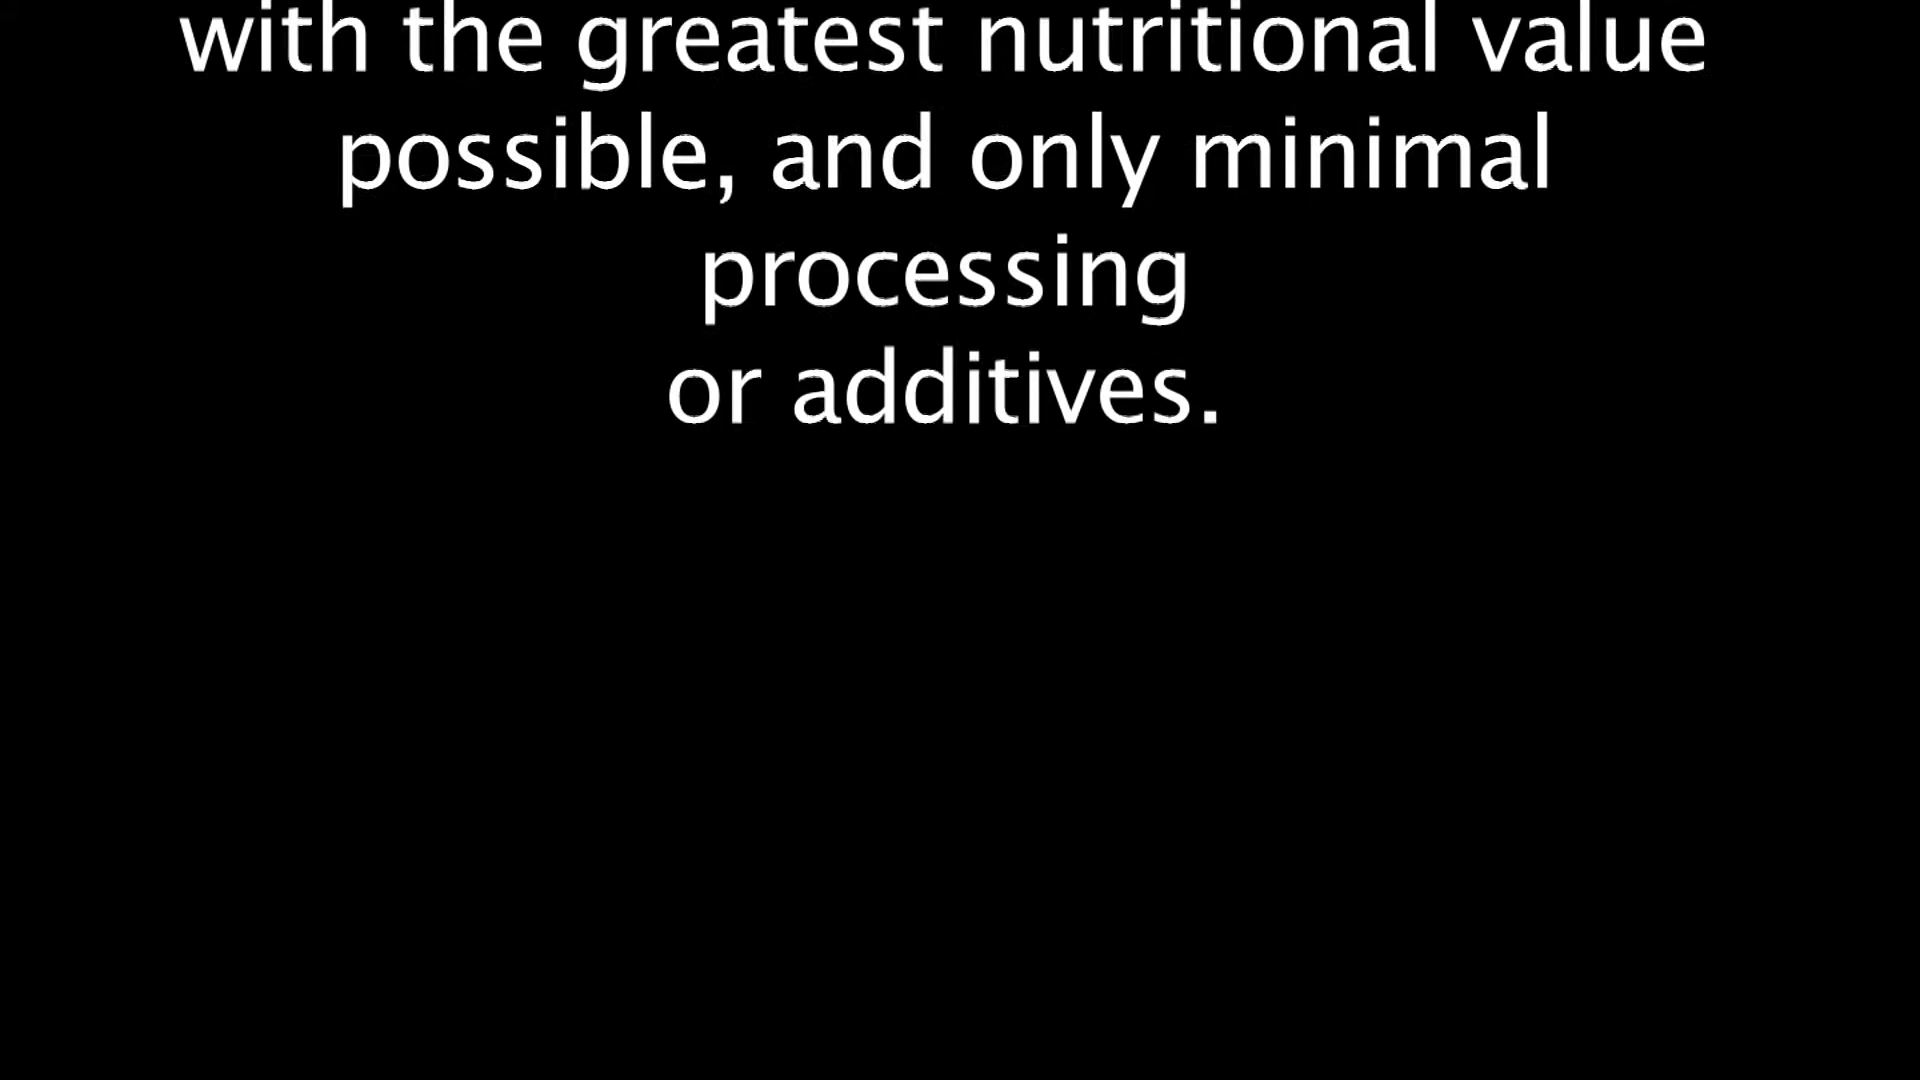 with the greatest nutritional value
possible, and only minimal
processing
or additives.